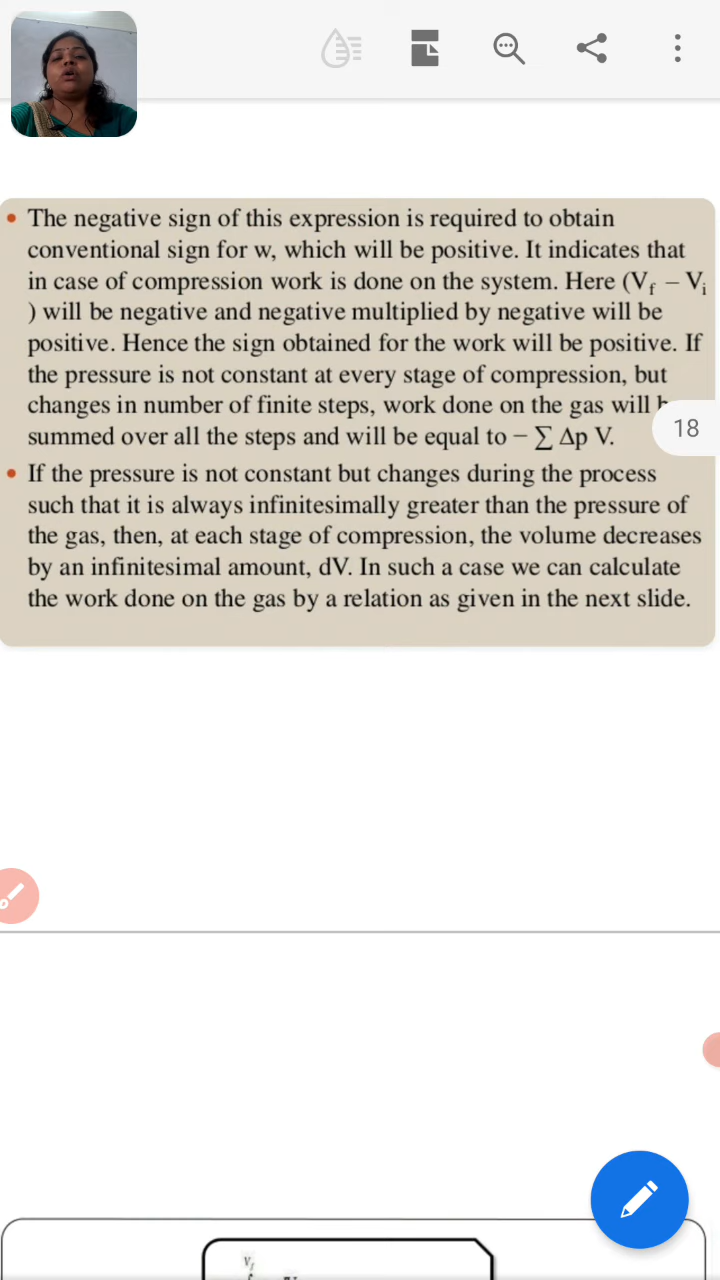 • The negative sign of this expression is required to obtain
conventional sign for w, which will be positive. It indicates that
in case of compression work is done on the system. Here (V_f – V_i
) will be negative and negative multiplied by negative will be
positive. Hence the sign obtained for the work will be positive. If
the pressure is not constant at every stage of compression, but
changes in number of finite steps, work done on the gas will
summed over all the steps and will be equal to – ∑ Δp V.
18
• If the pressure is not constant but changes during the process
such that it is always infinitesimally greater than the pressure of
the gas, then, at each stage of compression, the volume decreases
by an infinitesimal amount, dV. In such a case we can calculate
the work done on the gas by a relation as given in the next slide.
V_f